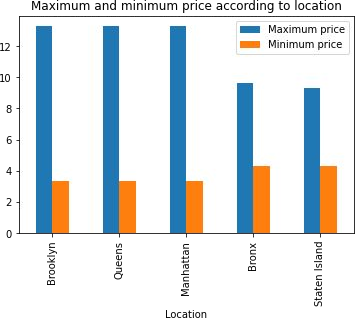 Maximum and minimum price according to location
Maximum price
Minimum price
12
10
8
6
4
2
0
Brooklyn
Queens
Manhattan
Bronx
Staten Island
Location